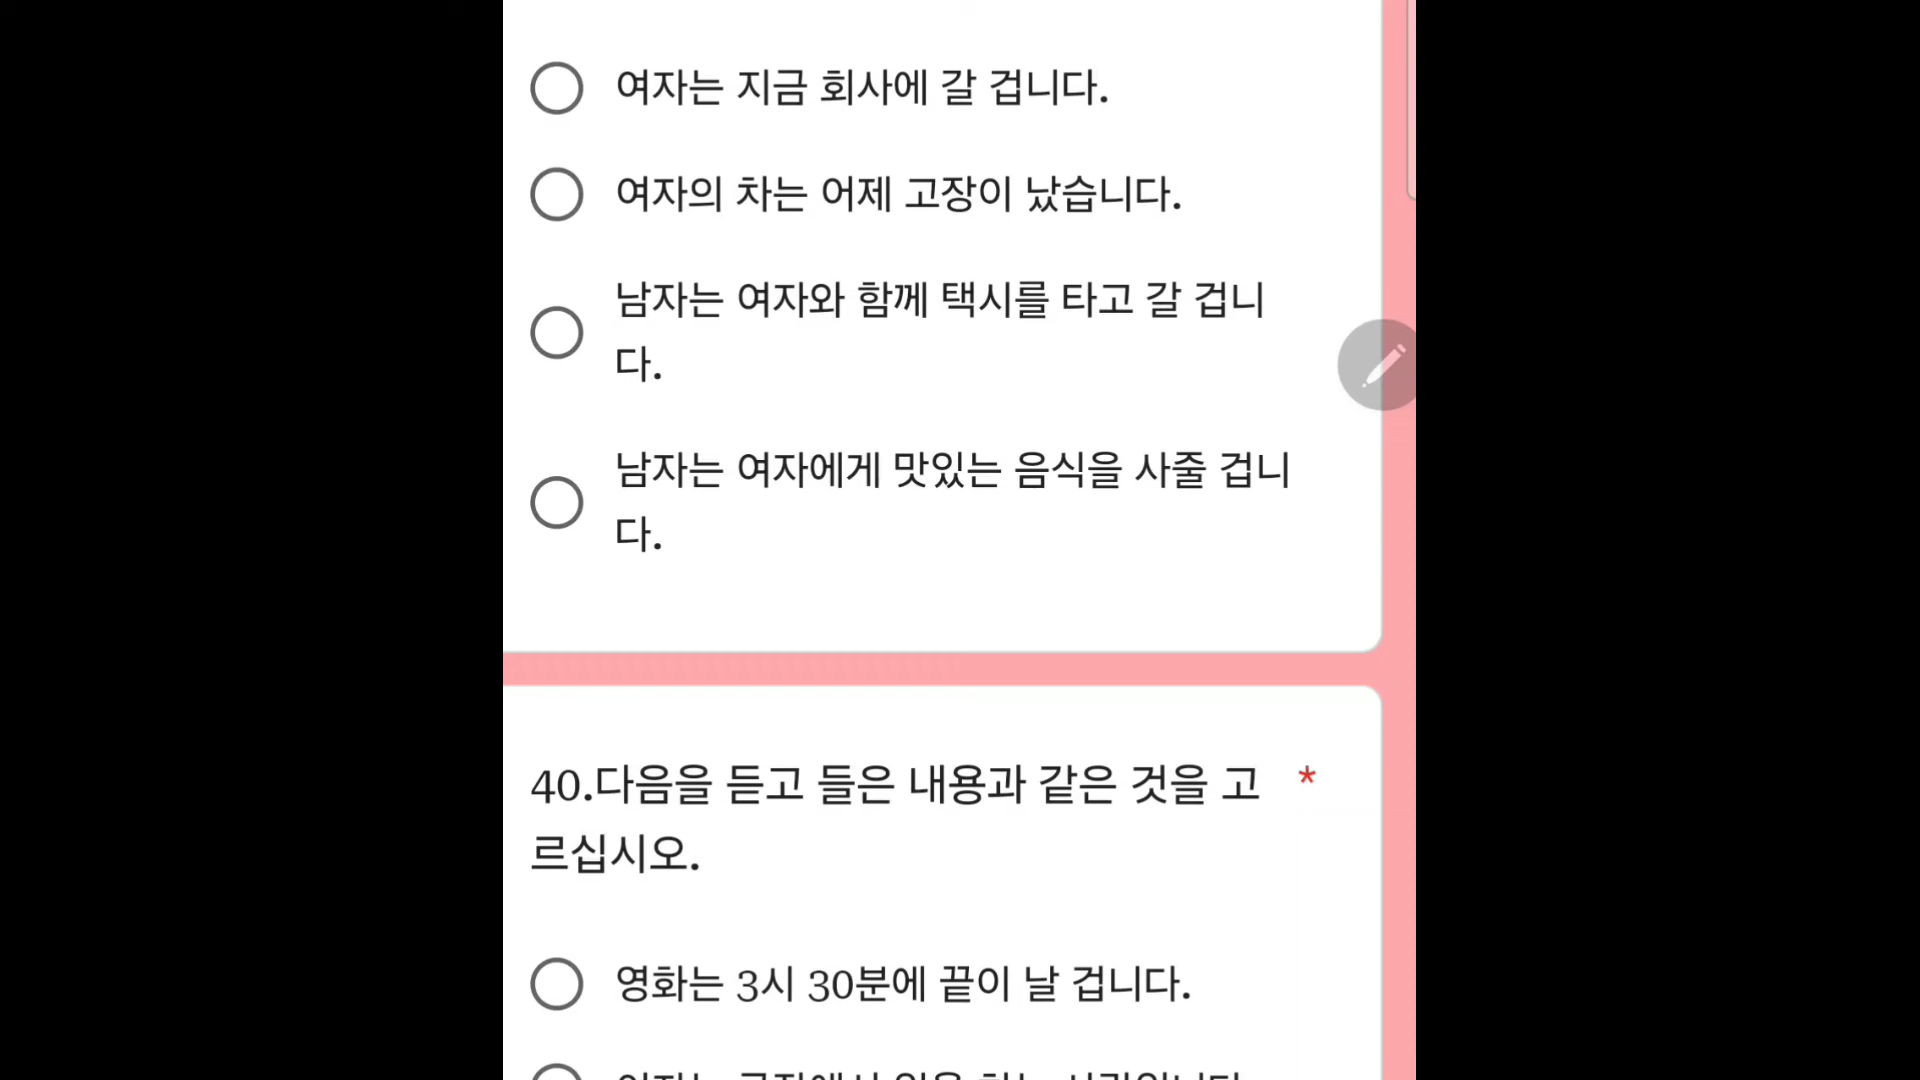 여자는 지금 회사에 갈 겁니다.
여자의 차는 어제 고장이 났습니다.
남자는 여자와 함께 택시를 타고 갈 겁니
다.
남자는 여자에게 맛있는 음식을 사줄 겁니
다.
40.다음을 듣고 들은 내용과 같은 것을 고 *
르십시오.
영화는 3시 30분에 끝이 날 겁니다.